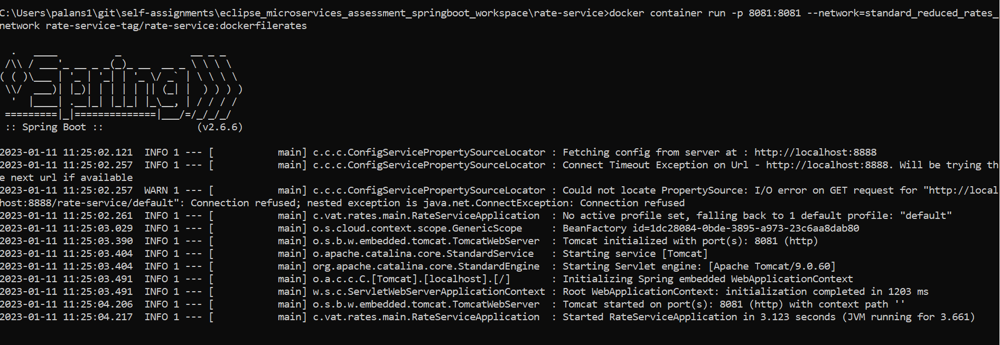 C:\Users\palans1\git\self-assignments\eclipse_microservices_assessment_springboot_workspace\rate-service>docker container run -p 8081:8081 --network=standard_reduced_rates_
network rate-service-tag/rate-service:dockerfilerates
  .   ____          _            __ _ _
 /\\ / ___'_ __ _ _(_)_ __  __ _ \ \ \ \
( ( )\___ | '_ | '_| | '_ \/ _` | \ \ \ \
 \\/  ___)| |_)| | | | | || (_| |  ) ) ) )
  '  |____| .__|_| |_|_| |_\__, | / / / /
 =========|_|==============|___/=/_/_/_/
 :: Spring Boot ::                (v2.6.6)
2023-01-11 11:25:02.121  INFO 1 --- [           main] c.c.c.ConfigServicePropertySourceLocator : Fetching config from server at : http://localhost:8888
2023-01-11 11:25:02.257  INFO 1 --- [           main] c.c.c.ConfigServicePropertySourceLocator : Connect Timeout Exception on Url - http://localhost:8888. Will be trying th
e next url if available
2023-01-11 11:25:02.257  WARN 1 --- [           main] c.c.c.ConfigServicePropertySourceLocator : Could not locate PropertySource: I/O error on GET request for "http://local
host:8888/rate-service/default": Connection refused; nested exception is java.net.ConnectException: Connection refused
2023-01-11 11:25:02.261  INFO 1 --- [           main] c.vat.rates.main.RateServiceApplication  : No active profile set, falling back to 1 default profile: "default"
2023-01-11 11:25:03.029  INFO 1 --- [           main] o.s.cloud.context.scope.GenericScope     : BeanFactory id=1dc28084-0bde-3895-a973-23c6aa8dab80
2023-01-11 11:25:03.390  INFO 1 --- [           main] o.s.b.w.embedded.tomcat.TomcatWebServer  : Tomcat initialized with port(s): 8081 (http)
2023-01-11 11:25:03.404  INFO 1 --- [           main] o.apache.catalina.core.StandardService   : Starting service [Tomcat]
2023-01-11 11:25:03.404  INFO 1 --- [           main] org.apache.catalina.core.StandardEngine  : Starting Servlet engine: [Apache Tomcat/9.0.60]
2023-01-11 11:25:03.491  INFO 1 --- [           main] o.a.c.c.C.[Tomcat].[localhost].[/]       : Initializing Spring embedded WebApplicationContext
2023-01-11 11:25:03.491  INFO 1 --- [           main] w.s.c.ServletWebServerApplicationContext : Root WebApplicationContext: initialization completed in 1203 ms
2023-01-11 11:25:04.206  INFO 1 --- [           main] o.s.b.w.embedded.tomcat.TomcatWebServer  : Tomcat started on port(s): 8081 (http) with context path ''
2023-01-11 11:25:04.217  INFO 1 --- [           main] c.vat.rates.main.RateServiceApplication  : Started RateServiceApplication in 3.123 seconds (JVM running for 3.661)